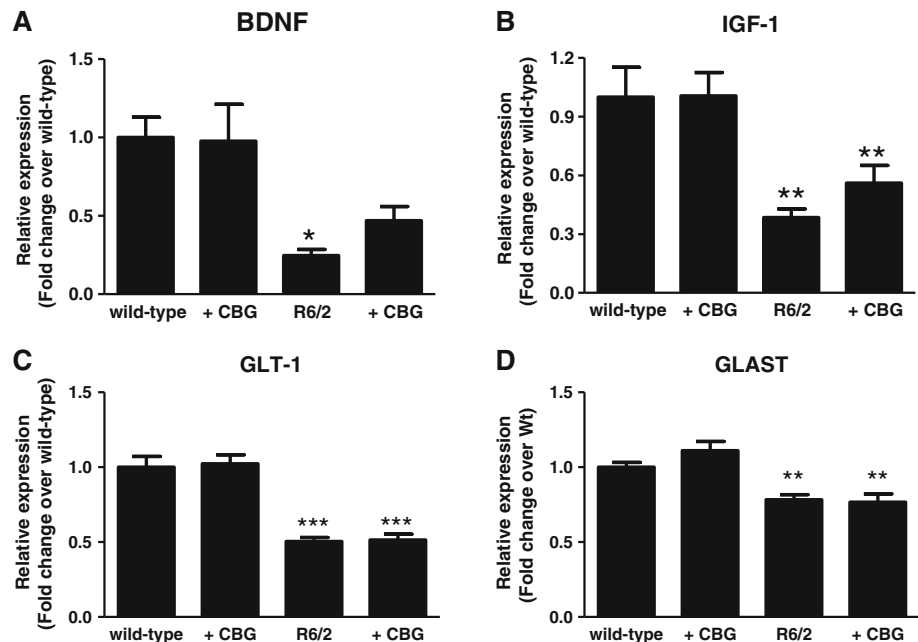 A
BDNF
Relative expression
(Fold change over wild-type)
1.5
1.0
0.5
0.0
*
wild-type + CBG R6/2 + CBG
B
IGF-1
Relative expression
(Fold change over wild-type)
1.2
0.9
0.6
0.3
0.0
**
**
wild-type + CBG R6/2 + CBG
C
GLT-1
Relative expression
(Fold change over wild-type)
1.5
1.0
0.5
0.0
*** ***
wild-type + CBG R6/2 + CBG
D
GLAST
Relative expression
(Fold change over Wt)
1.5
1.0
0.5
0.0
** **
wild-type + CBG R6/2 + CBG